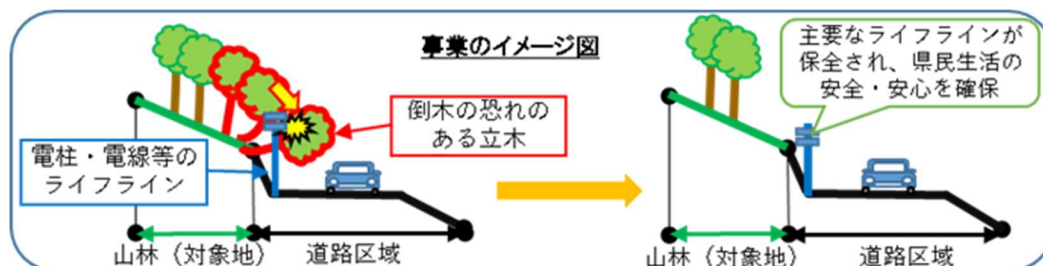 事業のイメージ図
倒木の恐れの
ある立木
電柱・電線等の
ライフライン
山林（対象地）
道路区域
主要なライフラインが
保全され、県民生活の
安全・安心を確保
山林（対象地）
道路区域